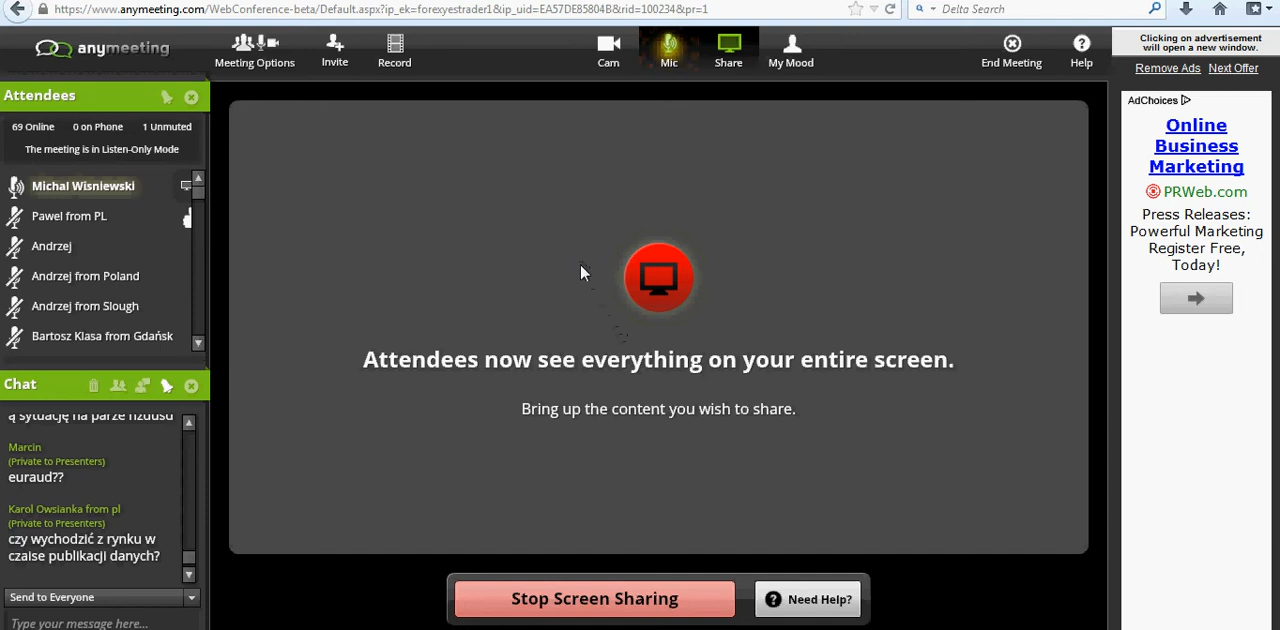 https://www.anymeeting.com/WebConference-beta/Default.aspx?ip_ek=forexyestrader1&ip_uid=EA57DE85804B&rid=100234&pr=1
Delta Search
anymeeting
Meeting Options
Invite
Record
Cam
Mic
Share
My Mood
End Meeting
Help
Clicking on advertisement
will open a new window.
Remove Ads Next Offer
Attendees
69 Online 0 on Phone 1 Unmuted
The meeting is in Listen-Only Mode
Michal Wisniewski
Pawel from PL
Andrzej
Andrzej from Poland
Andrzej from Slough
Bartosz Klasa from Gdańsk
Chat
ą sytuację na parze nzdusd
Marcin
(Private to Presenters)
euraud??
Karol Owsianka from pl
(Private to Presenters)
czy wychodzić z rynku w
czaise publikacji danych?
Send to Everyone
Type your message here...
Attendees now see everything on your entire screen.
Bring up the content you wish to share.
Stop Screen Sharing
Need Help?
AdChoices
Online
Business
Marketing
PRWeb.com
Press Releases:
Powerful Marketing
Register Free,
Today!